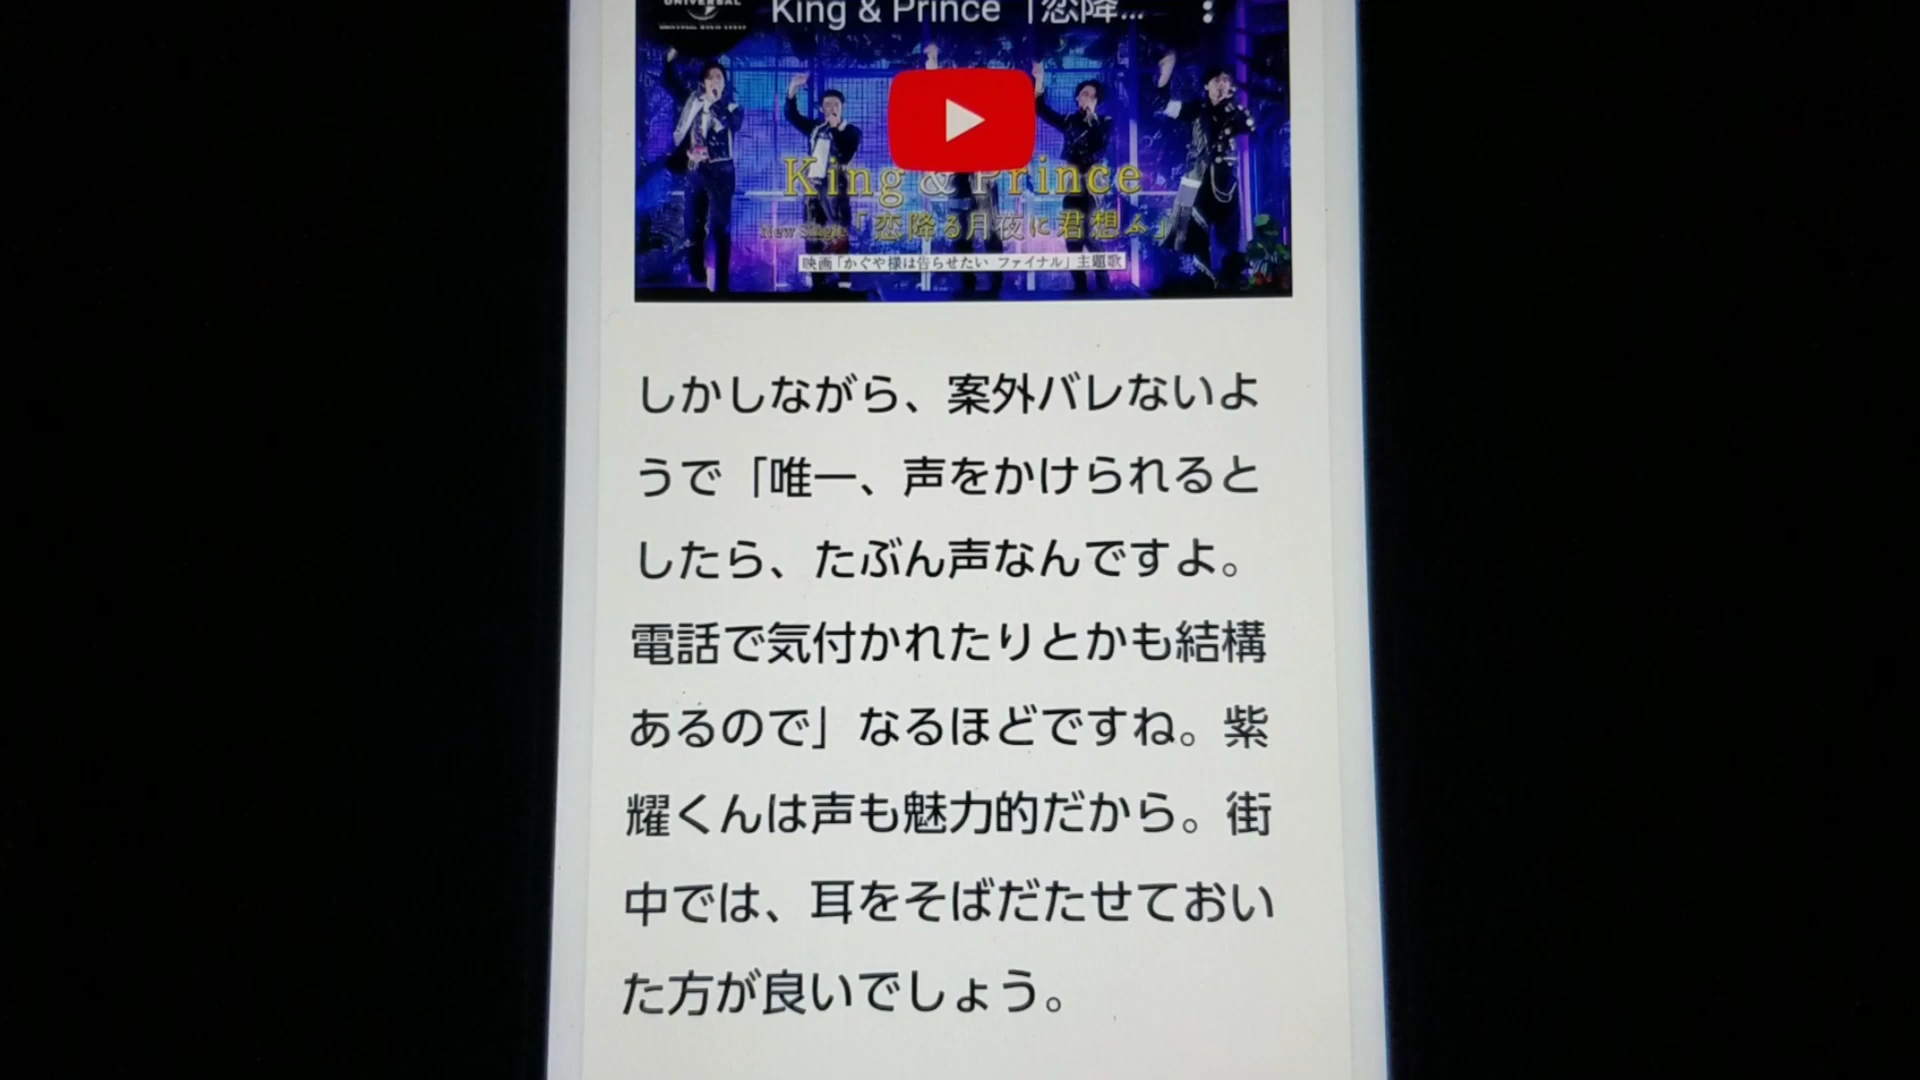 UNIVERSAL
King & Prince 「恋降...
King & Prince
New Single「恋降る月夜に君想ふ」
映画「かぐや様は告らせたい ファイナル」主題歌
しかしながら、案外バレないよ
うで「唯一、声をかけられると
したら、たぶん声なんですよ。
電話で気付かれたりとかも結構
あるので」なるほどですね。紫
耀くんは声も魅力的だから。街
中では、耳をそばだたせておい
た方が良いでしょう。